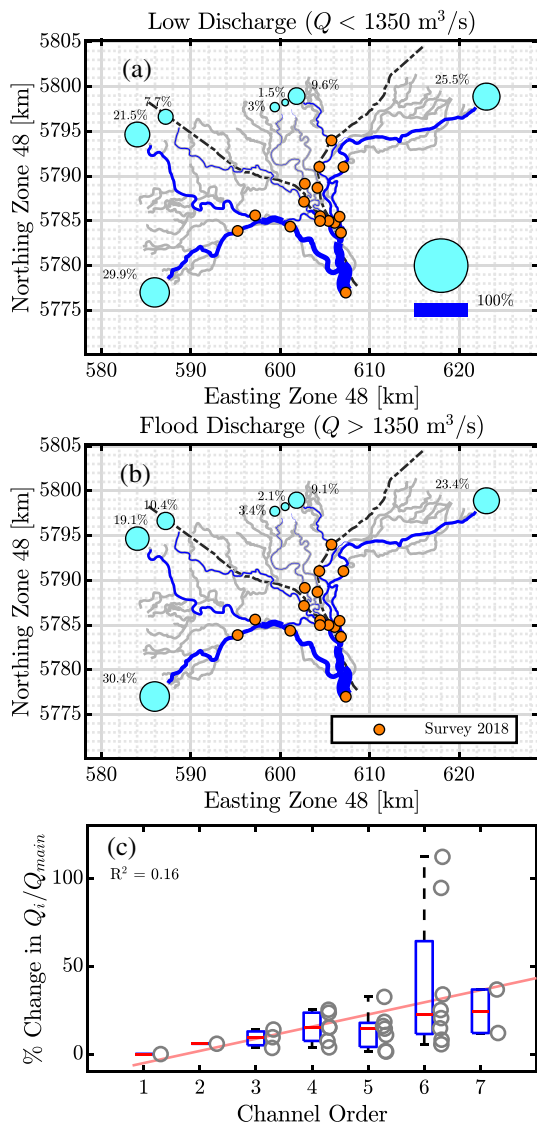 Low Discharge (Q < 1350 m³/s)
(a)
Northing Zone 48 [km]
5805
5800
5795
5790
5785
5780
5775
7.7%
21.5%
3%
1.5%
9.6%
25.5%
29.9%
100%
580 590 600 610 620
Easting Zone 48 [km]
Flood Discharge (Q > 1350 m³/s)
(b)
Northing Zone 48 [km]
5805
5800
5795
5790
5785
5780
5775
10.4%
19.1%
3.4%
2.1%
9.1%
23.4%
30.4%
Survey 2018
580 590 600 610 620
Easting Zone 48 [km]
(c)
R² = 0.16
% Change in Qi/Qmain
100
50
0
1 2 3 4 5 6 7
Channel Order